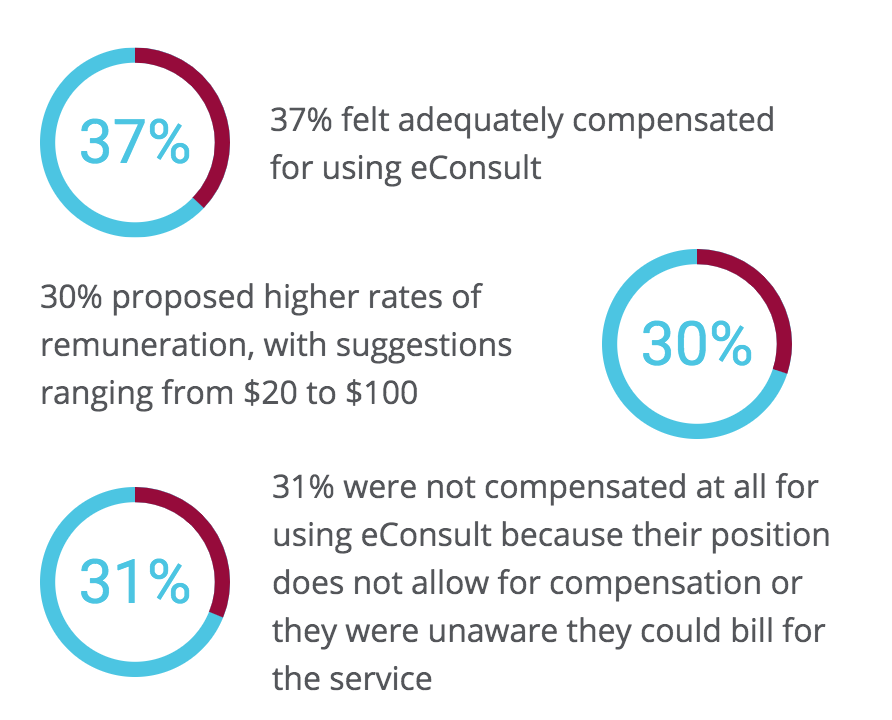 37%
37% felt adequately compensated
for using eConsult
30% proposed higher rates of
remuneration, with suggestions
ranging from $20 to $100
30%
31%
31% were not compensated at all for
using eConsult because their position
does not allow for compensation or
they were unaware they could bill for
the service